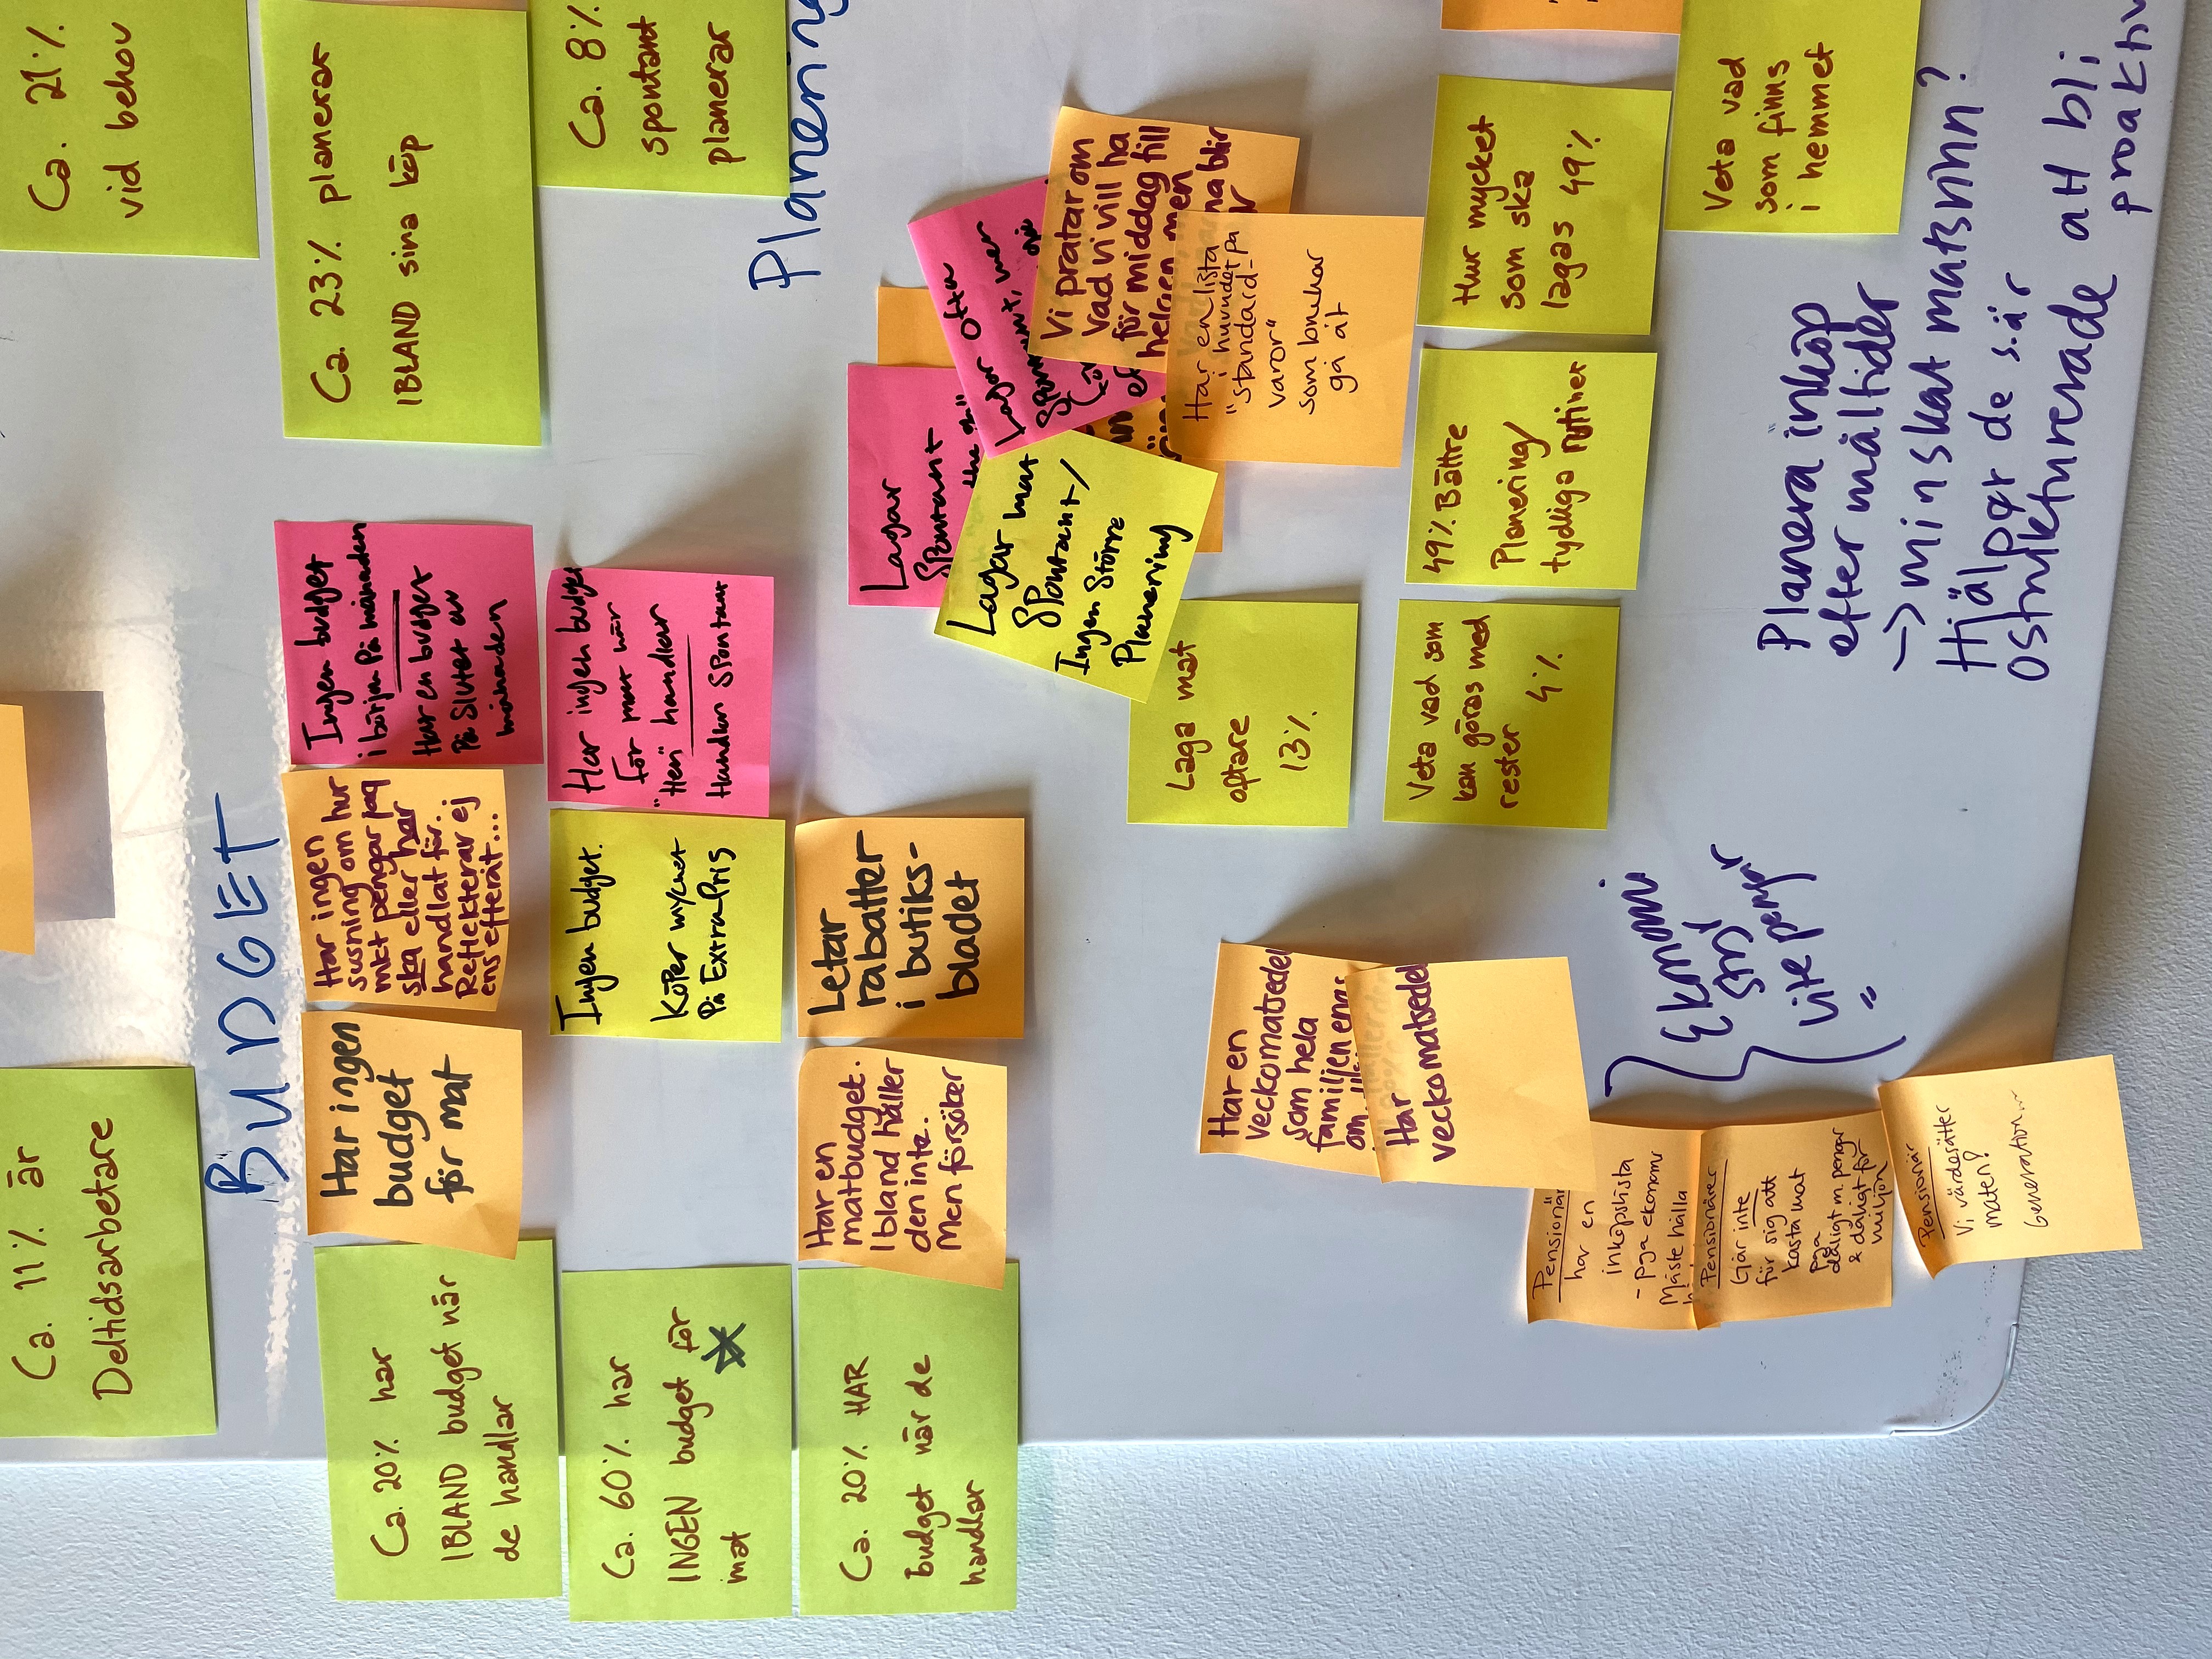 Ca. 11% är
Deltidsarbetare
Ca. 21%
vid behov
BUDGET
Ca. 20% har
IBLAND budget när
de handlar
Har ingen
budget
för mat
Har ingen
susning om hur
mkt pengar jag
ska eller har
handlat för.
Reflekterar ej
ens efteråt...
Ingen budget
i början på månaden
Har en budget
På Slutet av
månaden
Ca. 23% planerar
IBLAND sina köp
Ca. 60% har
INGEN budget för
mat
Ingen budget.
Köper mycket
På ExtraPris
Har ingen budget
För mat när
"Hen" handlar
Handlar Spontant
Ca. 8%
spontant
planerar
Planering
Ca. 20% HAR
budget när de
handlar
Har en
matbudget.
Ibland håller
den inte.
Men försöker
Letar
rabatter
i butiks-
bladet
Lagar
Spontant
Lagar mat
Spontant/
Ingen Större
Planering
Lagar ofta
Spontant, men
Vi pratar om
vad vi vill ha
för middag till
helgen, men
na blir
Har en lista
i huvudet på
"standard-
varor"
som brukar
gå åt
Laga mat
oftare
13%
Har en
veckomatsedel
som hela
familjen enas
om.
Har
veckomatsedel
Veta vad som
kan göras med
rester
4%
49% Bättre
Planering/
tydliga rutiner
Hur mycket
som ska
lagas 49%
Pensionär
har en
inköpslista
- pga ekonomi
Måste hålla
Pensionärer
Går inte
för sig att
kasta mat
pga
dåligt m. pengar
& dåligt för
miljön
Ekonomi
styr
lite pengar
=
Veta vad
som finns
i hemmet
Pensionär
Vi värdesätter
maten!
Generation...
Planera inköp
efter måltider
-> minskat matsvinn?
Hjälper de s.är
Ostrukturerade att bli
proaktiv